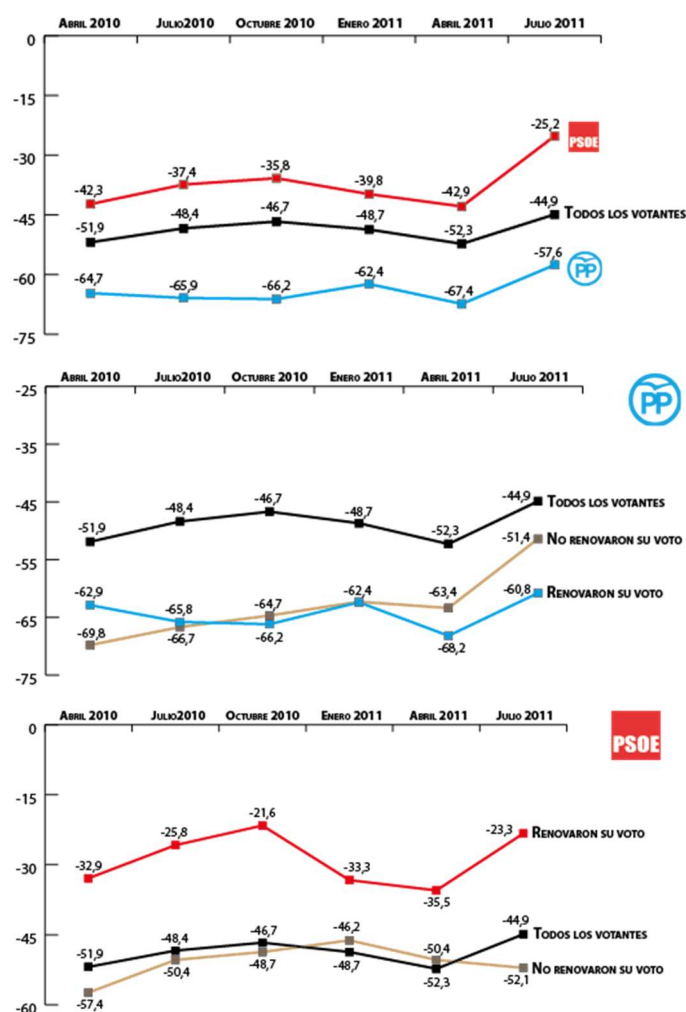 ABRIL 2010 JULIO2010 OCTUBRE 2010 ENERO 2011 ABRIL 2011 JULIO 2011
0
-15
-30
-45
-60
-75
-42,3 -37,4 -35,8 -39,8 -42,9 -25,2
PSOE
-51,9 -48,4 -46,7 -48,7 -52,3 -44,9
TODOS LOS VOTANTES
-64,7 -65,9 -66,2 -62,4 -67,4 -57,6
PP
ABRIL 2010 JULIO2010 OCTUBRE 2010 ENERO 2011 ABRIL 2011 JULIO 2011
PP
-25
-35
-45
-55
-65
-75
-51,9 -48,4 -46,7 -48,7 -52,3 -44,9
TODOS LOS VOTANTES
-69,8 -66,7 -64,7 -62,4 -63,4 -51,4
NO RENOVARON SU VOTO
-62,9 -65,8 -66,2 -68,2 -60,8
RENOVARON SU VOTO
ABRIL 2010 JULIO2010 OCTUBRE 2010 ENERO 2011 ABRIL 2011 JULIO 2011
PSOE
0
-15
-30
-45
-60
-32,9 -25,8 -21,6 -33,3 -35,5 -23,3
RENOVARON SU VOTO
-51,9 -48,4 -46,7 -48,7 -52,3 -44,9
TODOS LOS VOTANTES
-57,4 -50,4 -48,7 -46,2 -50,4 -52,1
NO RENOVARON SU VOTO